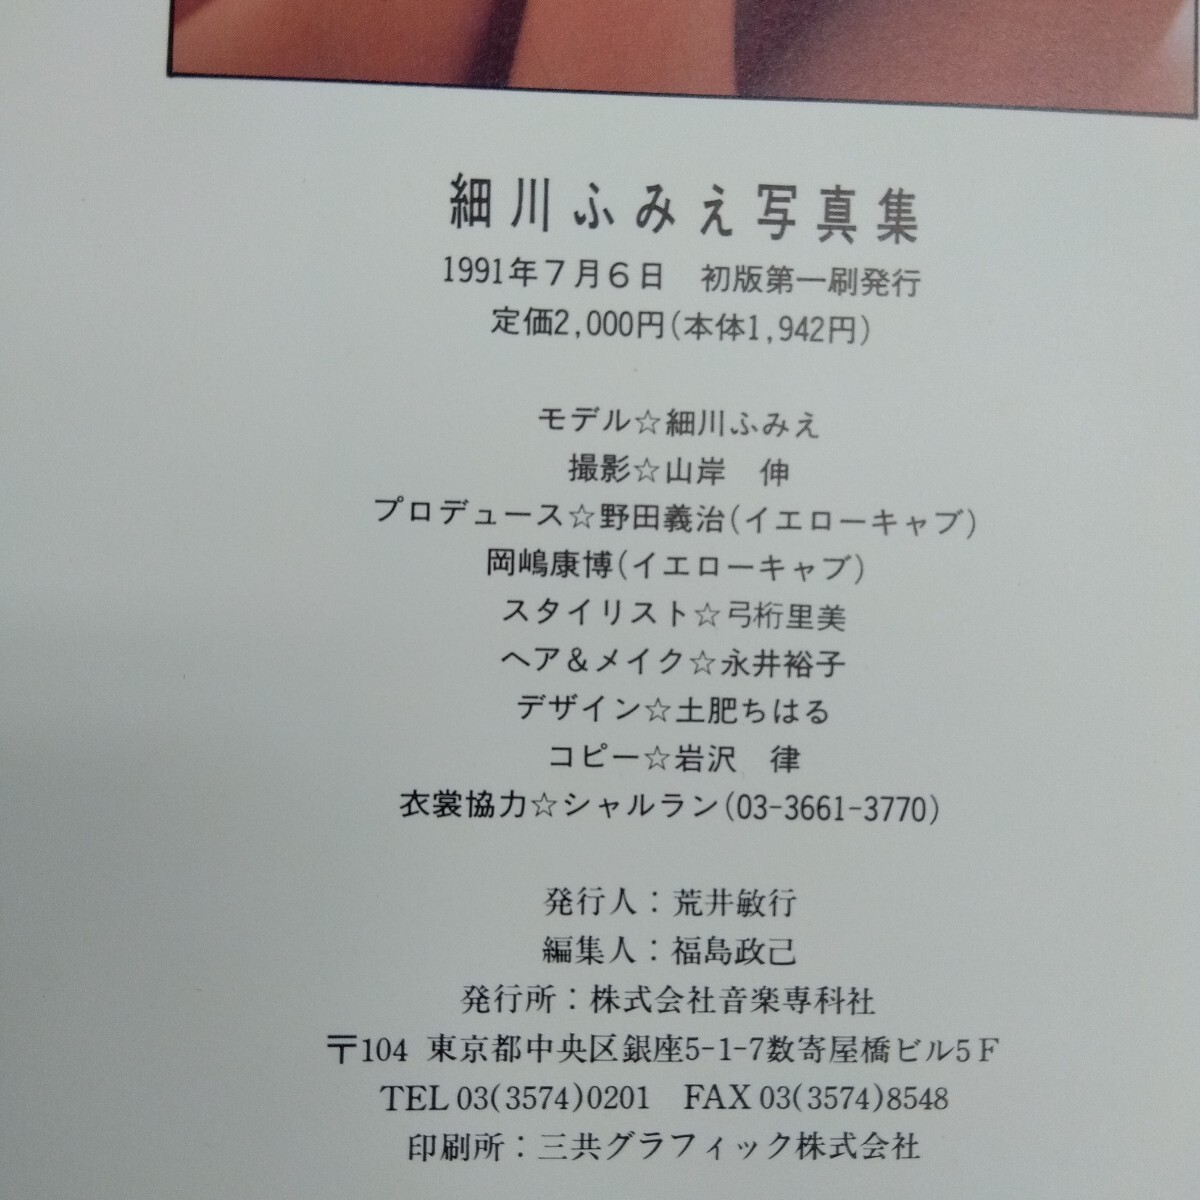 細川ふみえ写真集
1991年7月6日　初版第一刷発行
定価2,000円(本体1,942円)
モデル☆細川ふみえ
撮影☆山岸　伸
プロデュース☆野田義治(イエローキャブ)
岡嶋康博(イエローキャブ)
スタイリスト☆弓桁里美
ヘア&メイク☆永井裕子
デザイン☆土肥ちはる
コピー☆岩沢　律
衣裳協力☆シャルラン(03-3661-3770)
発行人：荒井敏行
編集人：福島政己
発行所：株式会社音楽専科社
〒104 東京都中央区銀座5-1-7数寄屋橋ビル5F
TEL 03(3574)0201　FAX 03(3574)8548
印刷所：三共グラフィック株式会社